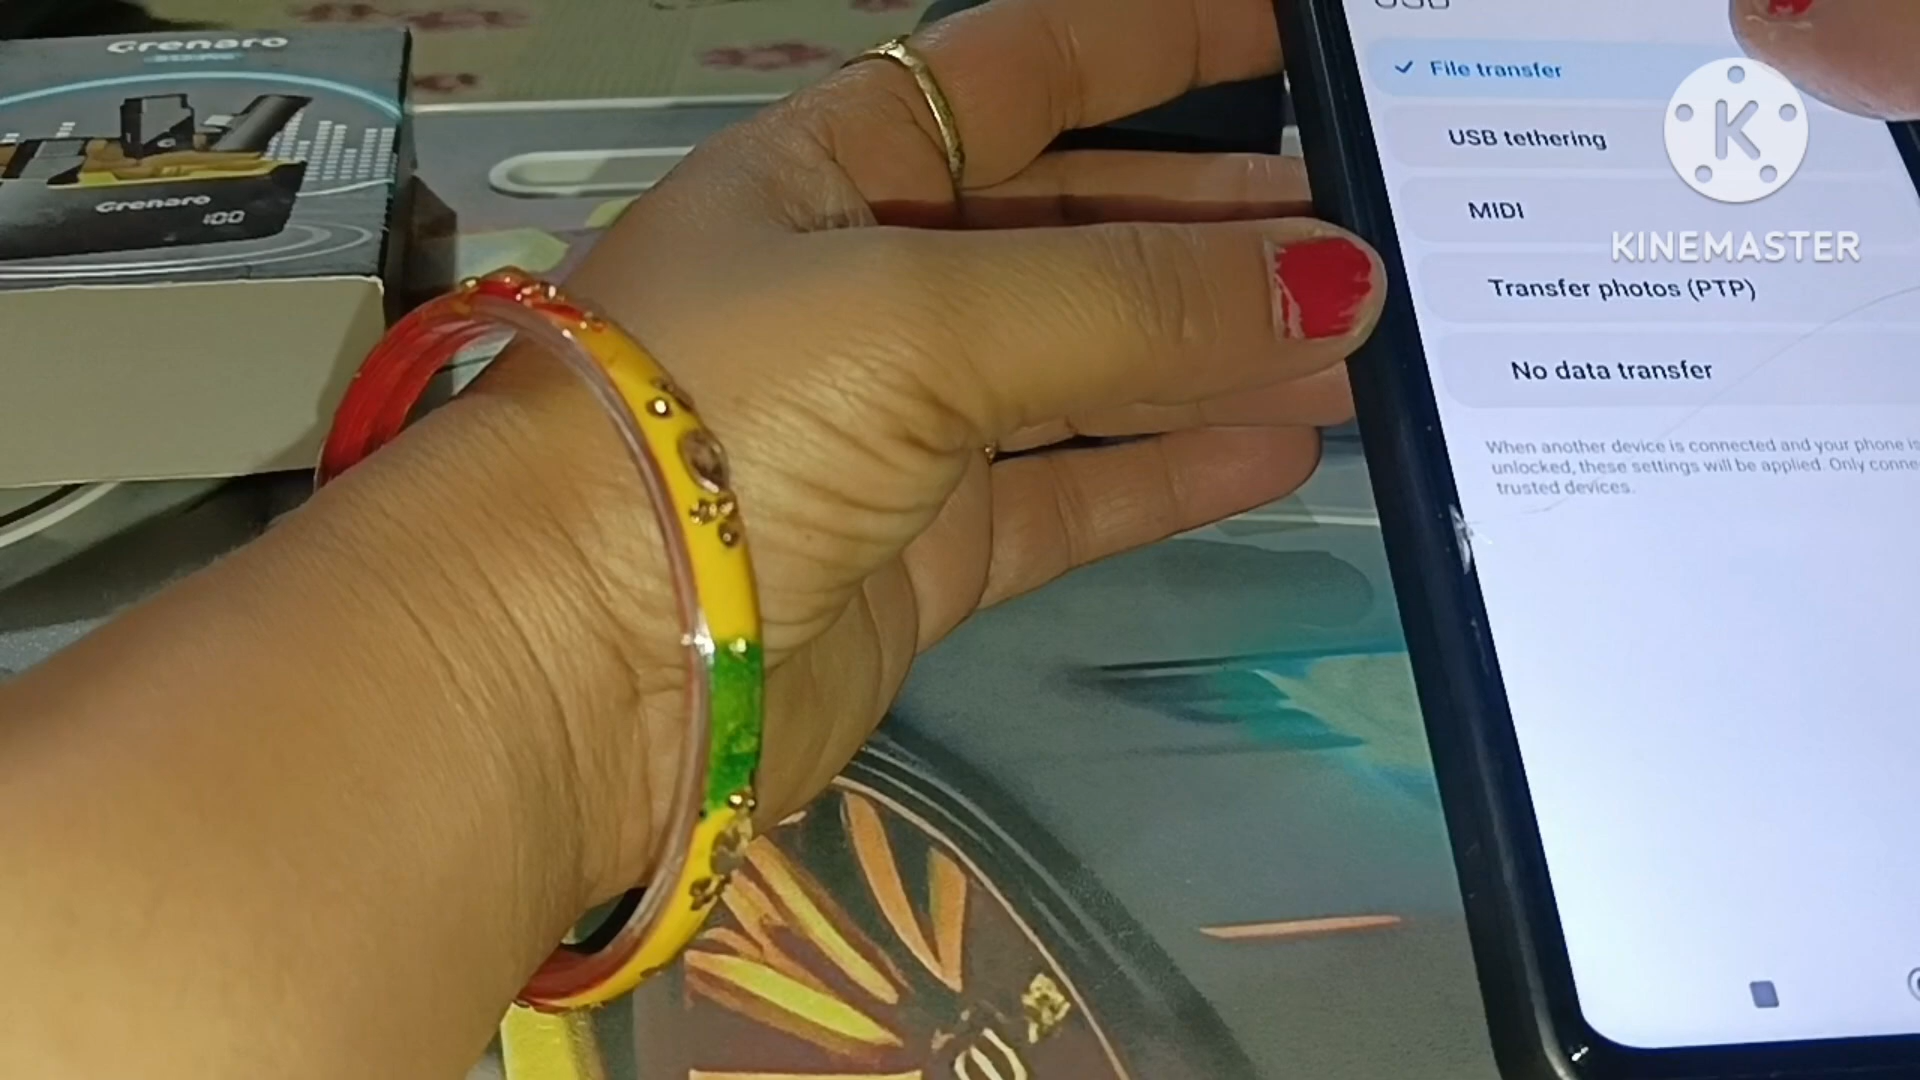 Grenaro
Grenaro
100
USB
File transfer
USB tethering
MIDI
Transfer photos (PTP)
No data transfer
When another device is connected and your phone is
unlocked, these settings will be applied. Only conne
trusted devices.
K
KINEMASTER